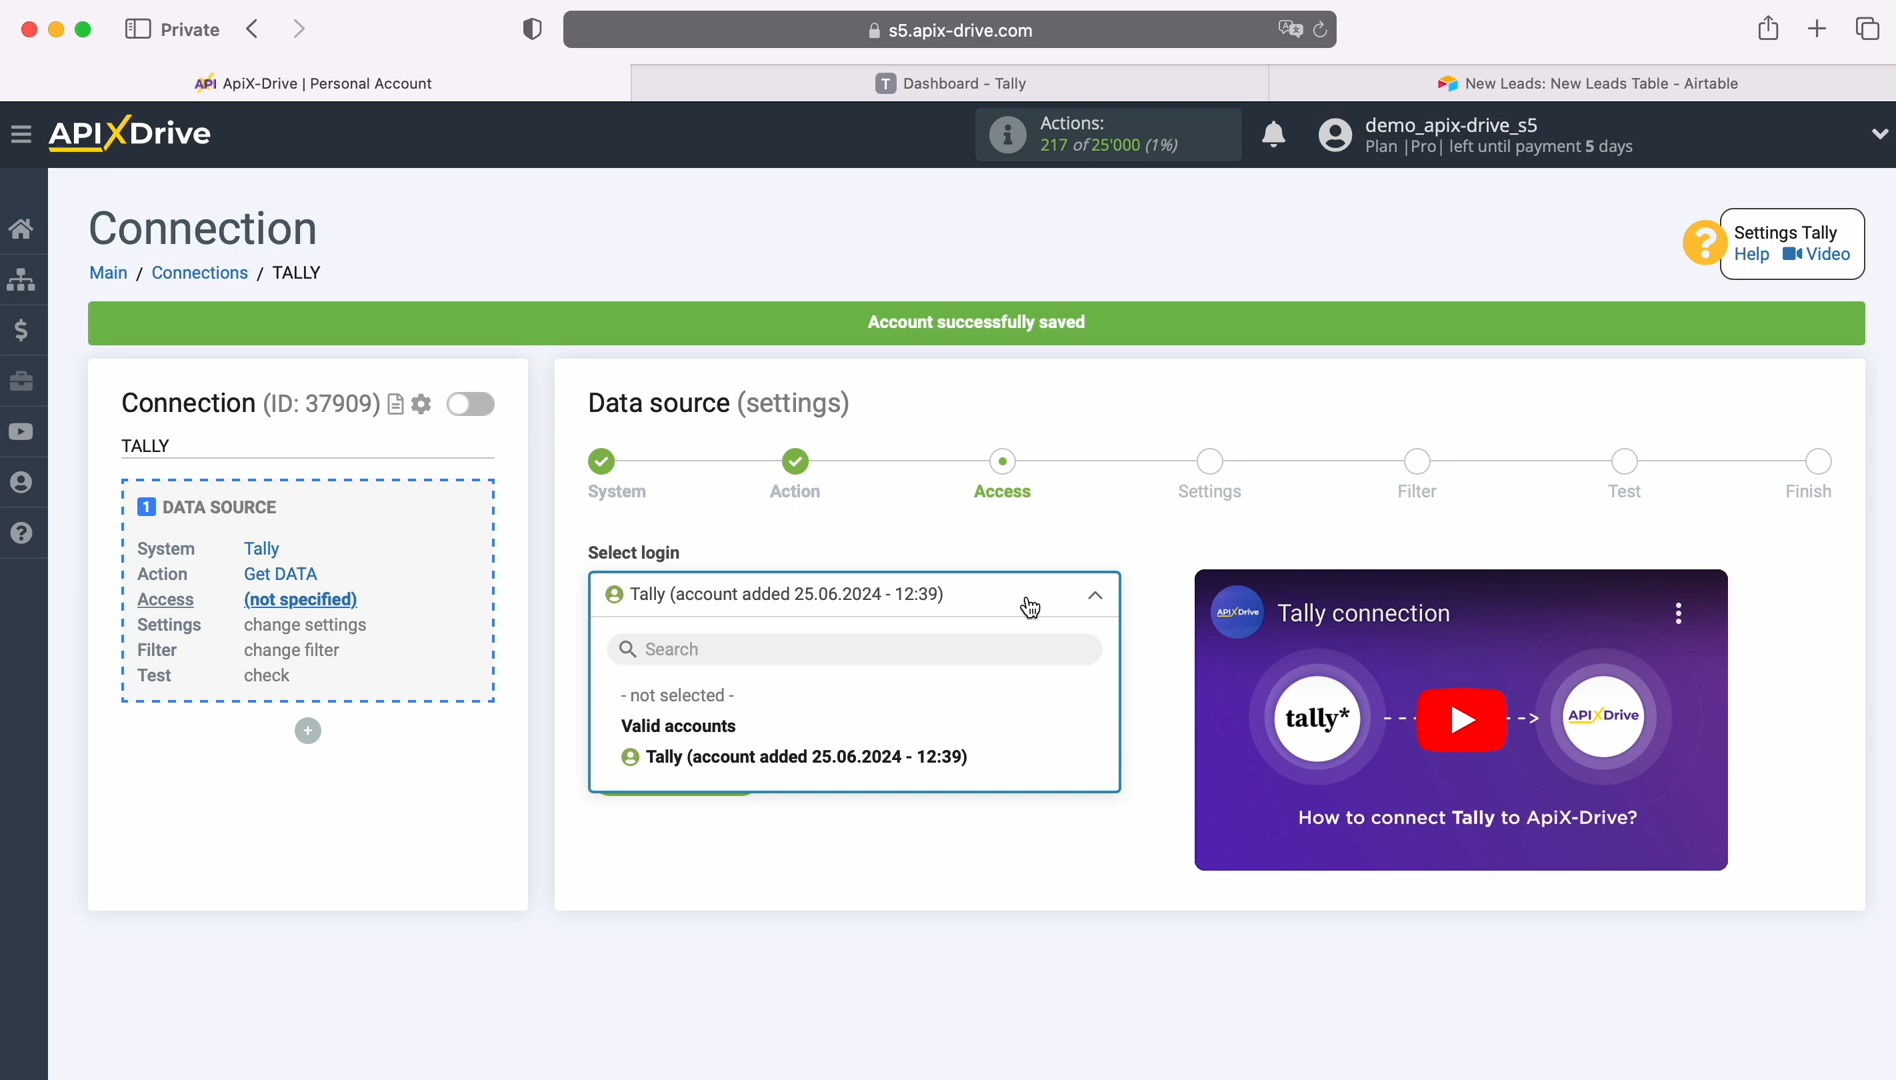 Private
s5.apix-drive.com
API ApiX-Drive | Personal Account
T Dashboard - Tally
New Leads: New Leads Table - Airtable
APIXDrive
Actions:
217 of 25'000 (1%)
demo_apix-drive_s5
Plan |Pro| left until payment 5 days
Connection
Main / Connections / TALLY
Settings Tally
Help Video
Account successfully saved
Connection (ID: 37909)
TALLY
1 DATA SOURCE
System Tally
Action Get DATA
Access (not specified)
Settings change settings
Filter change filter
Test check
Data source (settings)
System
Action
Access
Settings
Filter
Test
Finish
Select login
Tally (account added 25.06.2024 - 12:39)
Search
- not selected -
Valid accounts
Tally (account added 25.06.2024 - 12:39)
APIXDrive
Tally connection
tally*
APIXDrive
How to connect Tally to ApiX-Drive?